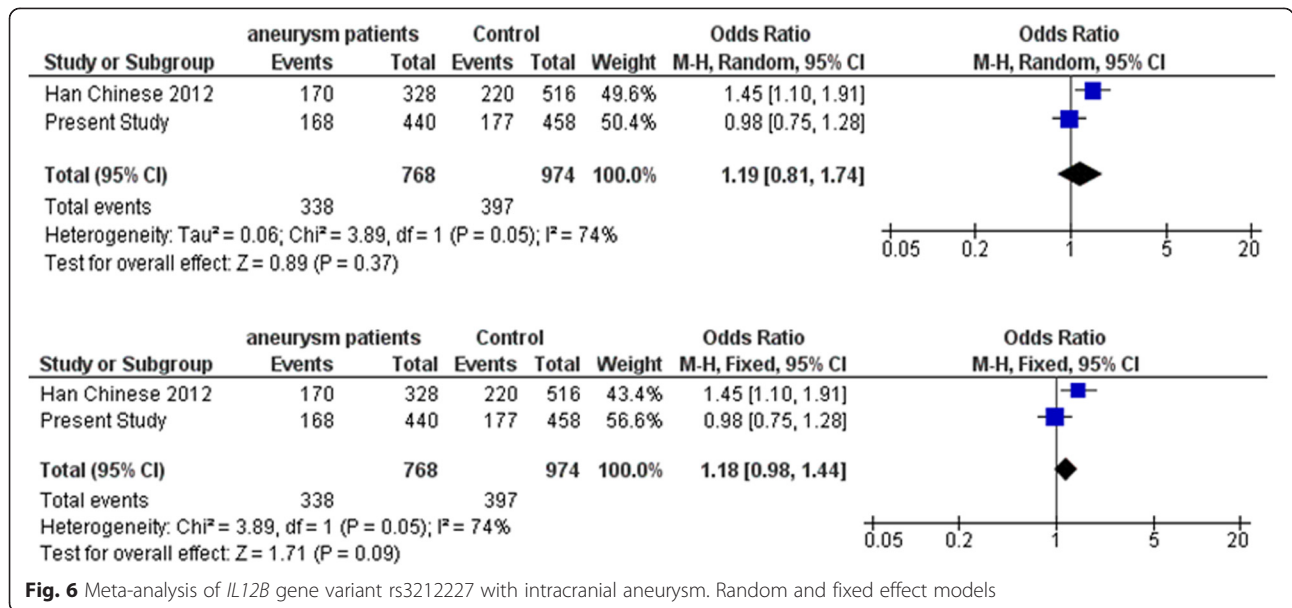 aneurysm patients Control Odds Ratio Odds Ratio
Study or Subgroup Events Total Events Total Weight M-H, Random, 95% CI M-H, Random, 95% CI
Han Chinese 2012 170 328 220 516 49.6% 1.45 [1.10, 1.91]
Present Study 168 440 177 458 50.4% 0.98 [0.75, 1.28]
Total (95% CI) 768 974 100.0% 1.19 [0.81, 1.74]
Total events 338 397
Heterogeneity: Tau² = 0.06; Chi² = 3.89, df = 1 (P = 0.05); I² = 74%
Test for overall effect: Z = 0.89 (P = 0.37)
0.05 0.2 1 5 20
aneurysm patients Control Odds Ratio Odds Ratio
Study or Subgroup Events Total Events Total Weight M-H, Fixed, 95% CI M-H, Fixed, 95% CI
Han Chinese 2012 170 328 220 516 43.4% 1.45 [1.10, 1.91]
Present Study 168 440 177 458 56.6% 0.98 [0.75, 1.28]
Total (95% CI) 768 974 100.0% 1.18 [0.98, 1.44]
Total events 338 397
Heterogeneity: Chi² = 3.89, df = 1 (P = 0.05); I² = 74%
Test for overall effect: Z = 1.71 (P = 0.09)
0.05 0.2 1 5 20
Fig. 6 Meta-analysis of IL12B gene variant rs3212227 with intracranial aneurysm. Random and fixed effect models